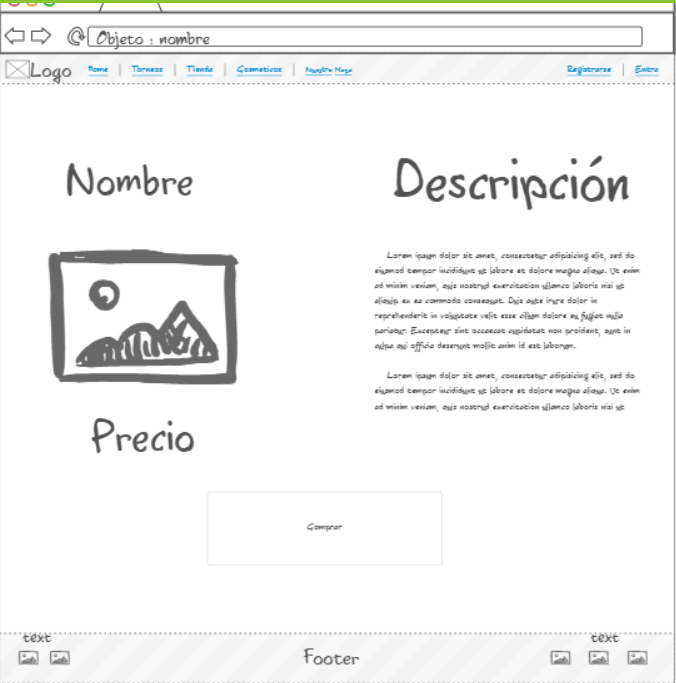 Objeto : nombre
Logo Home | Torneos | Tienda | Cosmeticos | Nuestro Mapa Registrarse | Entra
Nombre
Descripción
Lorem ipsum dolor sit amet, consectetur adipisicing elit, sed do
eiusmod tempor incididunt ut labore et dolore magna aliqua. Ut enim
ad minim veniam, quis nostrud exercitation ullamco laboris nisi ut
aliquip ex ea commodo consequat. Duis aute irure dolor in
reprehenderit in voluptate velit esse cillum dolore eu fugiat nulla
pariatur. Excepteur sint occaecat cupidatat non proident, sunt in
culpa qui officia deserunt mollit anim id est laborum.
Lorem ipsum dolor sit amet, consectetur adipisicing elit, sed do
eiusmod tempor incididunt ut labore et dolore magna aliqua. Ut enim
ad minim veniam, quis nostrud exercitation ullamco laboris nisi ut
Precio
Comprar
text
Footer
text